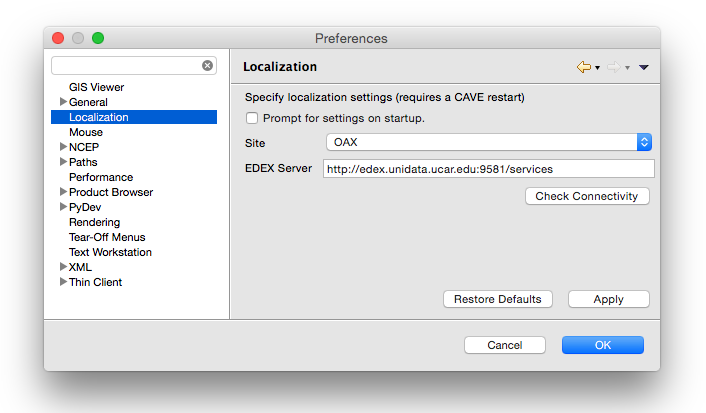 Preferences
GIS Viewer
General
Localization
Mouse
NCEP
Paths
Performance
Product Browser
PyDev
Rendering
Tear-Off Menus
Text Workstation
XML
Thin Client
Localization
Specify localization settings (requires a CAVE restart)
Prompt for settings on startup.
Site OAX
EDEX Server http://edex.unidata.ucar.edu:9581/services
Check Connectivity
Restore Defaults Apply
Cancel OK